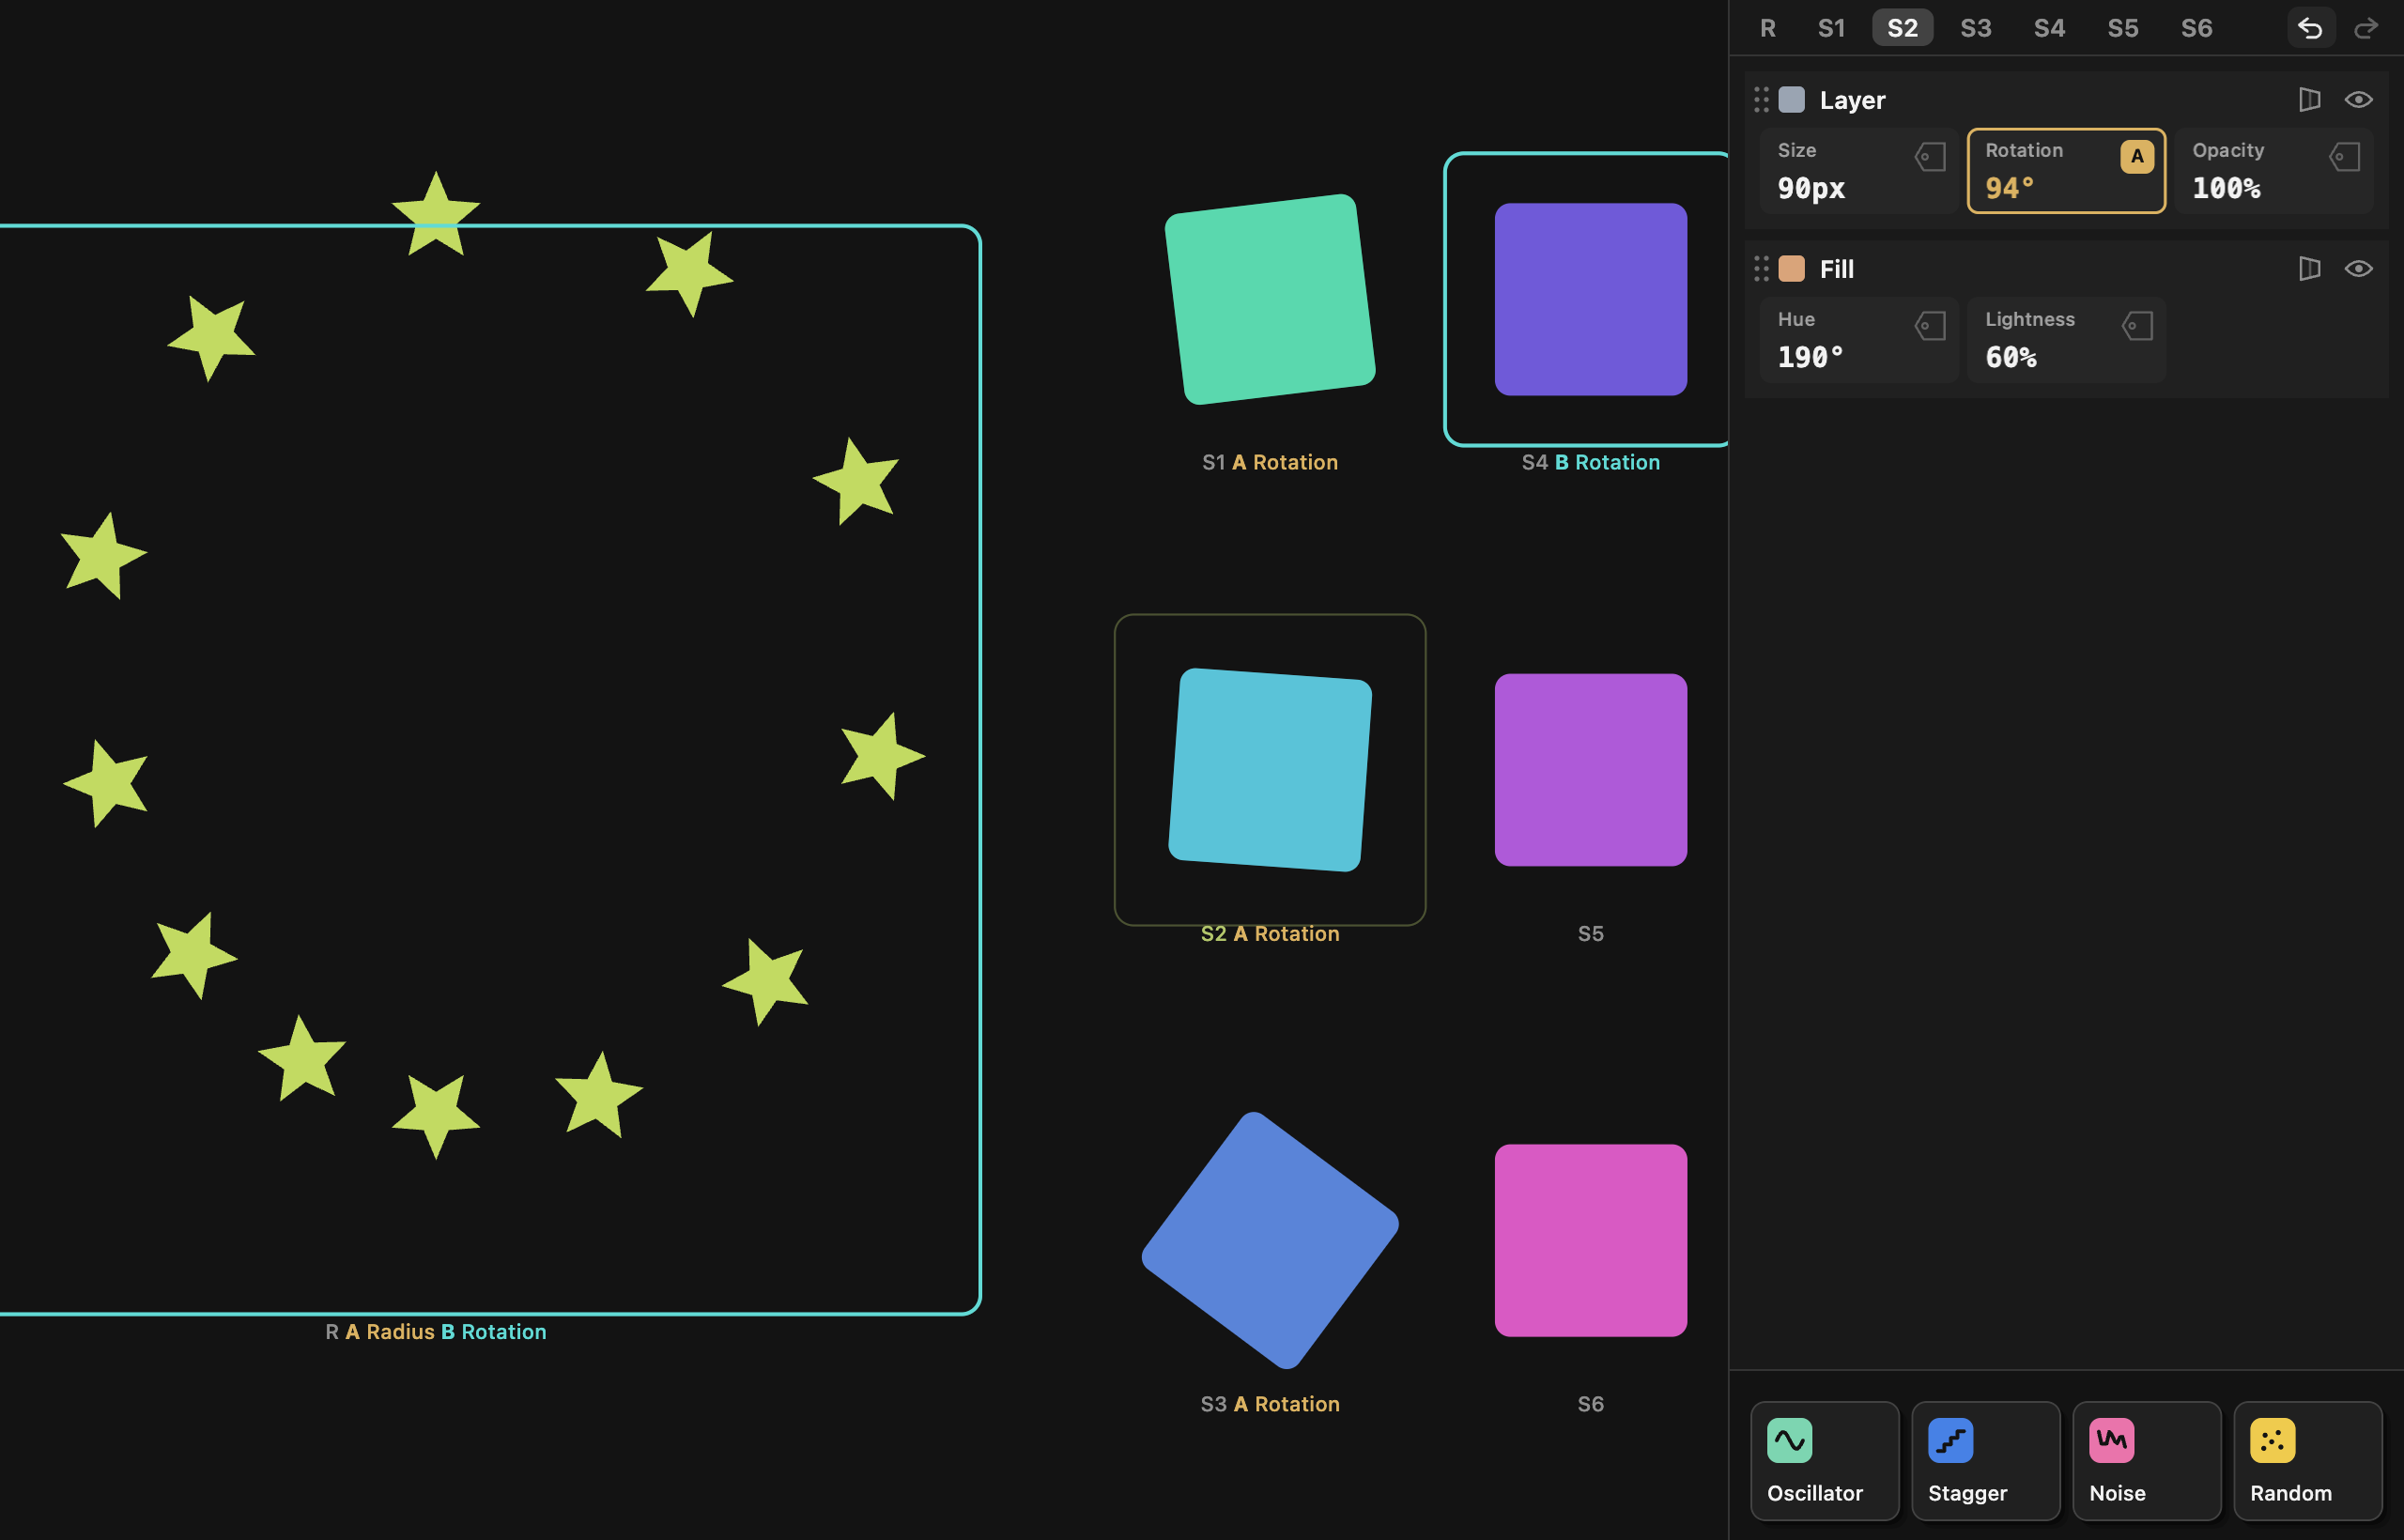 R S1 S2 S3 S4 S5 S6
Layer
Size
90px
Rotation
A
94°
Opacity
100%
Fill
Hue
190°
Lightness
60%
S1 A Rotation
S4 B Rotation
S2 A Rotation
S5
R A Radius B Rotation
S3 A Rotation
S6
Oscillator
Stagger
Noise
Random